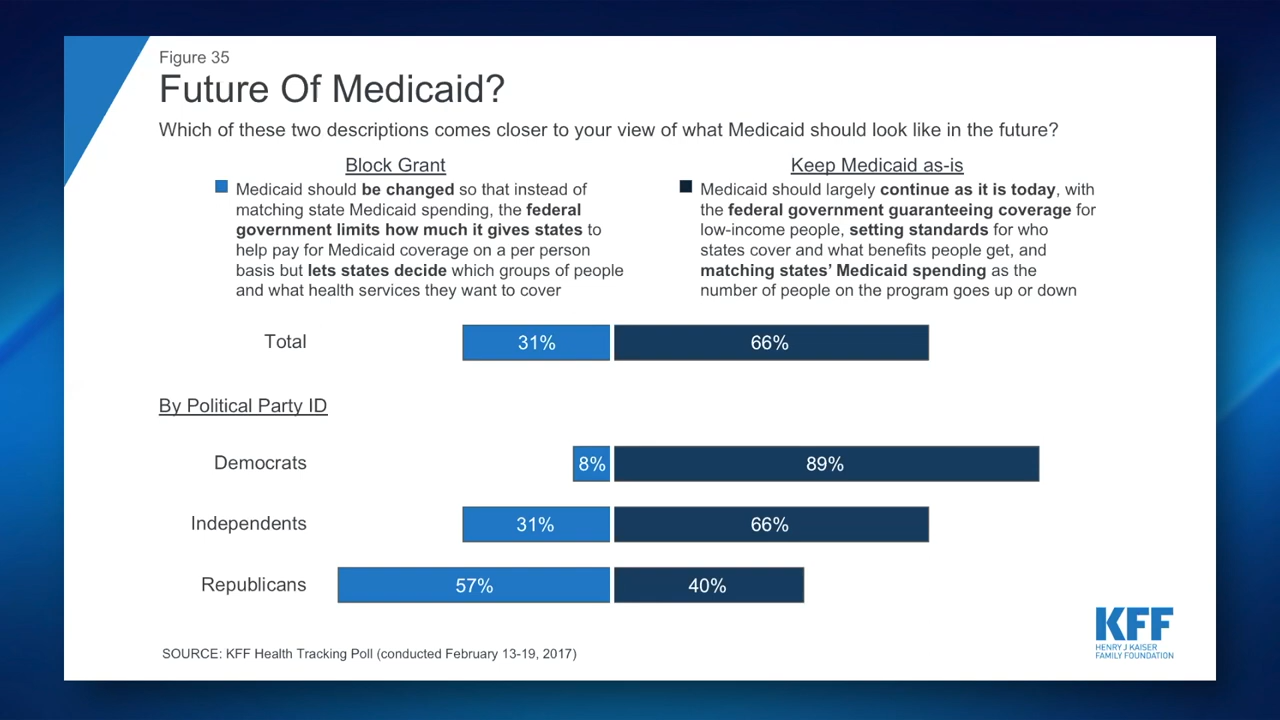 Figure 35
Future Of Medicaid?
Which of these two descriptions comes closer to your view of what Medicaid should look like in the future?
Block Grant
Medicaid should be changed so that instead of
matching state Medicaid spending, the federal
government limits how much it gives states to
help pay for Medicaid coverage on a per person
basis but lets states decide which groups of people
and what health services they want to cover
Keep Medicaid as-is
Medicaid should largely continue as it is today, with
the federal government guaranteeing coverage for
low-income people, setting standards for who
states cover and what benefits people get, and
matching states’ Medicaid spending as the
number of people on the program goes up or down
Total 31% 66%
By Political Party ID
Democrats 8% 89%
Independents 31% 66%
Republicans 57% 40%
SOURCE: KFF Health Tracking Poll (conducted February 13-19, 2017)
KFF
HENRY J KAISER
FAMILY FOUNDATION